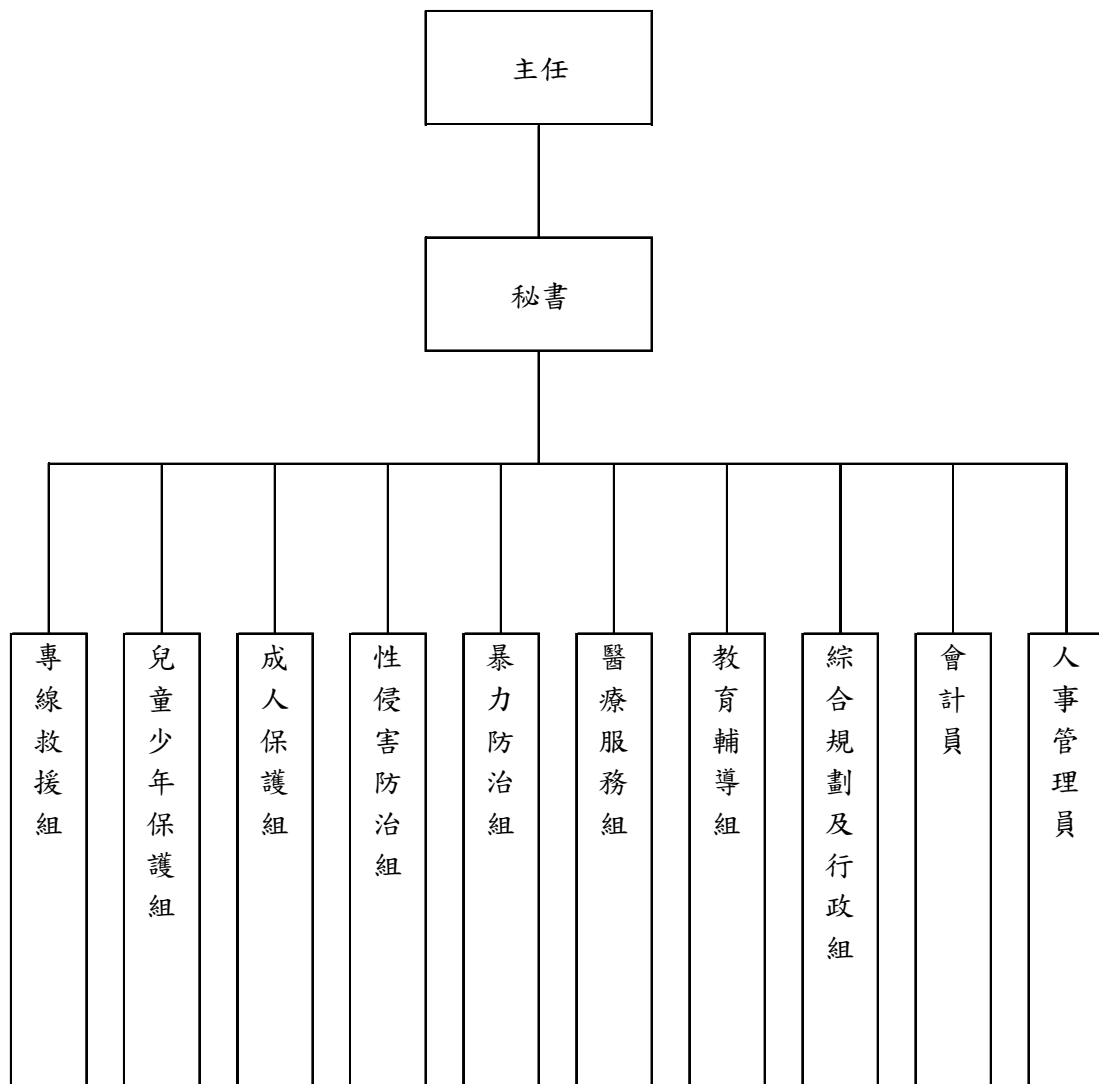 主任
秘書
專線救援組
兒童少年保護組
成人保護組
性侵害防治組
暴力防治組
醫療服務組
教育輔導組
綜合規劃及行政組
會計員
人事管理員